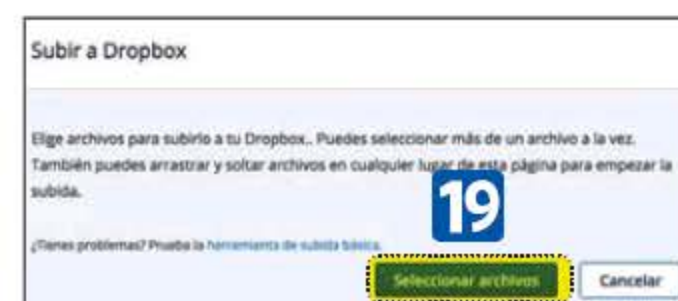 Subir a Dropbox
Elige archivos para subirlo a tu Dropbox.. Puedes seleccionar más de un archivo a la vez.
También puedes arrastrar y soltar archivos en cualquier lugar de esta página para empezar la
subida.
19
¿Tienes problemas? Prueba la herramienta de subida básica.
Seleccionar archivos
Cancelar